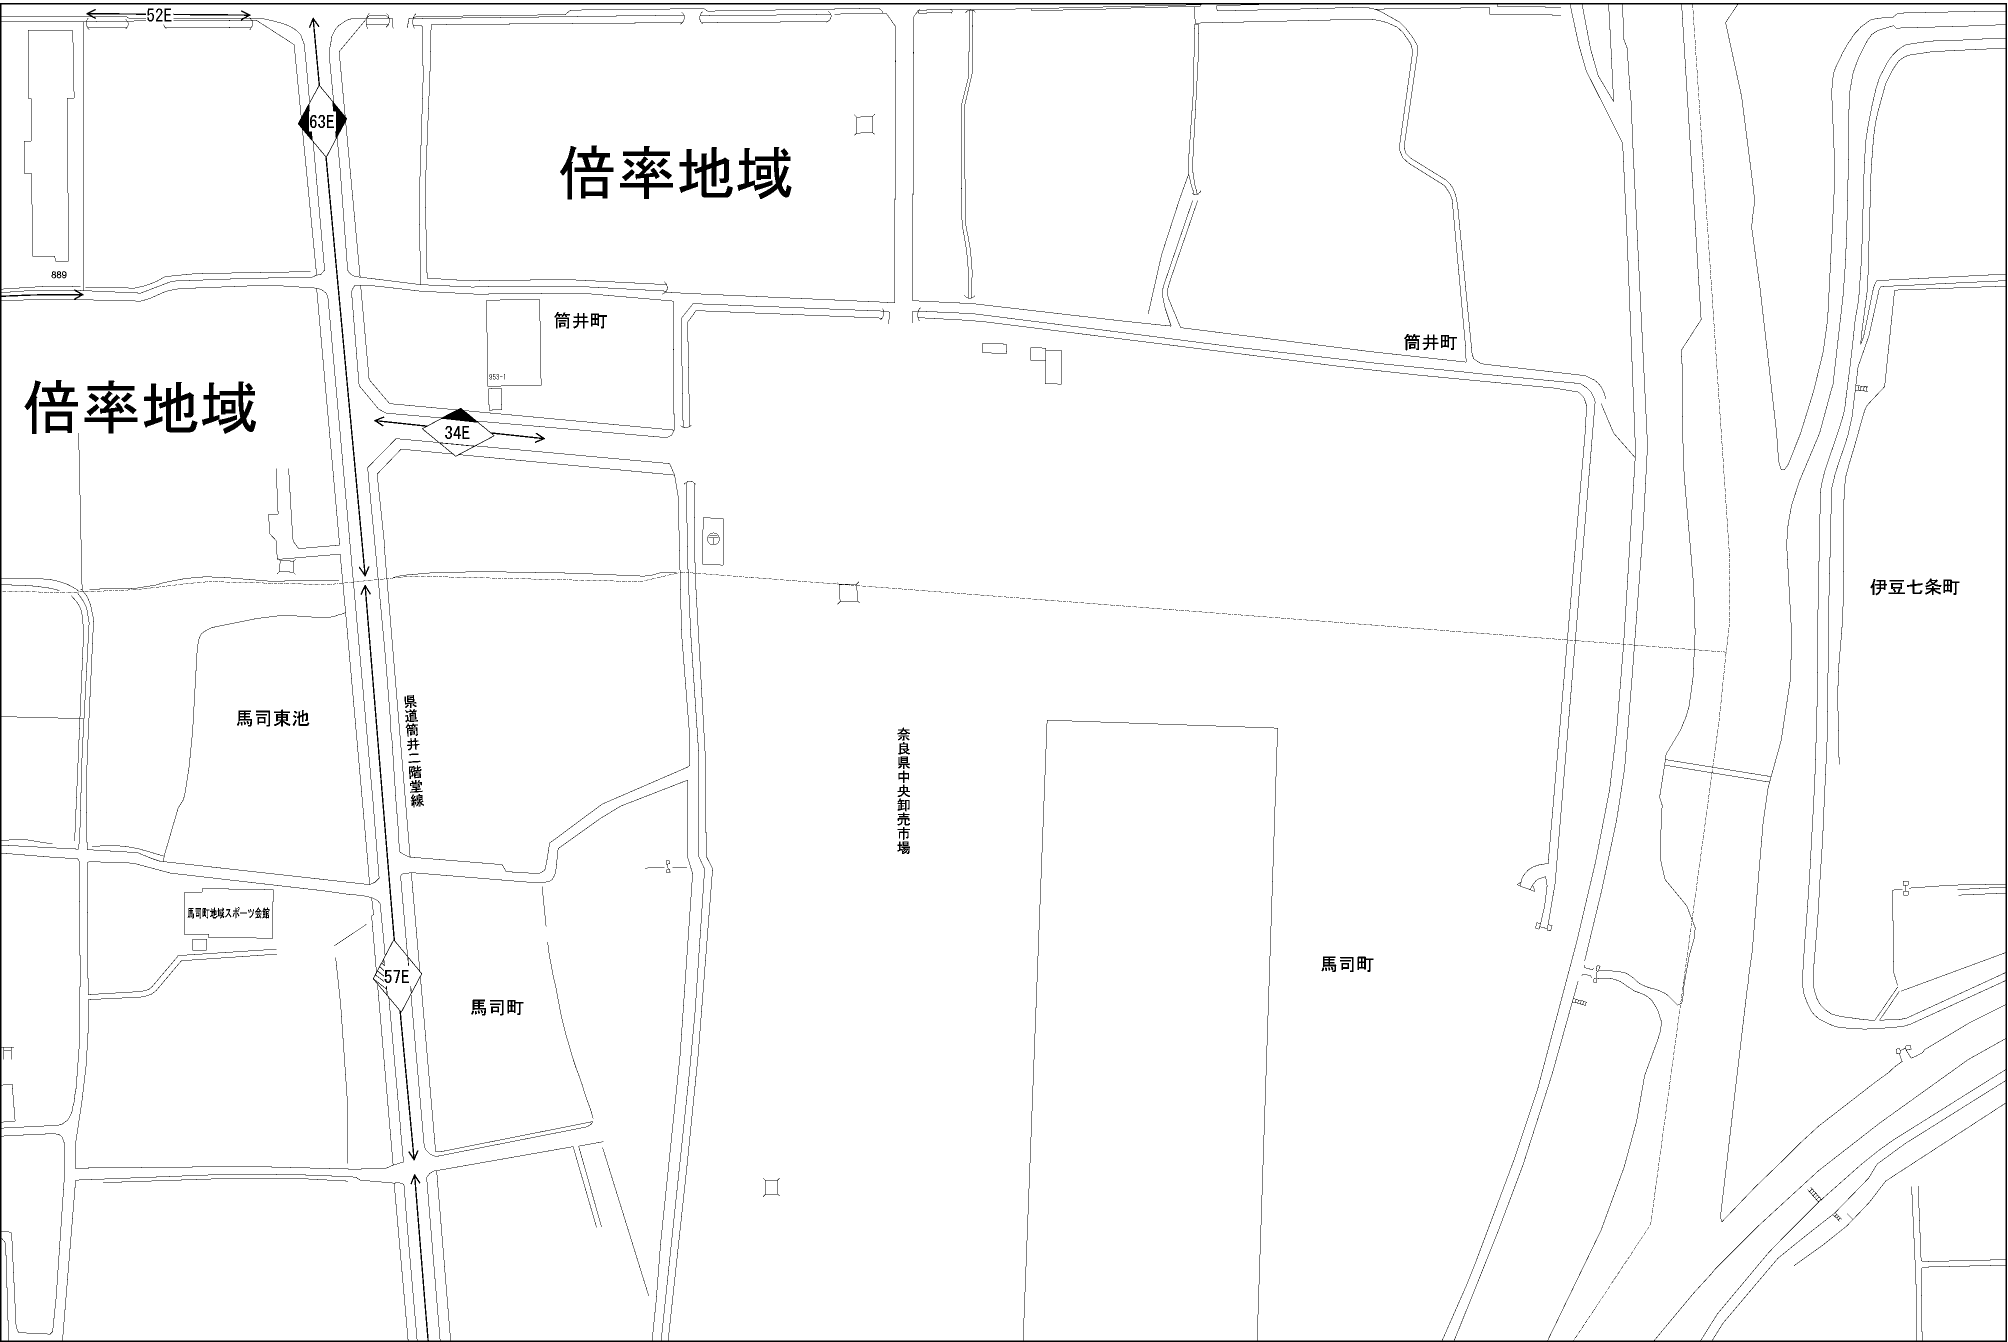 52E
63E
倍率地域
889
筒井町
筒井町
953-1
倍率地域
34E
伊豆七条町
馬司東池
県道筒井二階堂線
奈良県中央卸売市場
馬司町地域スポーツ会館
馬司町
57E
馬司町